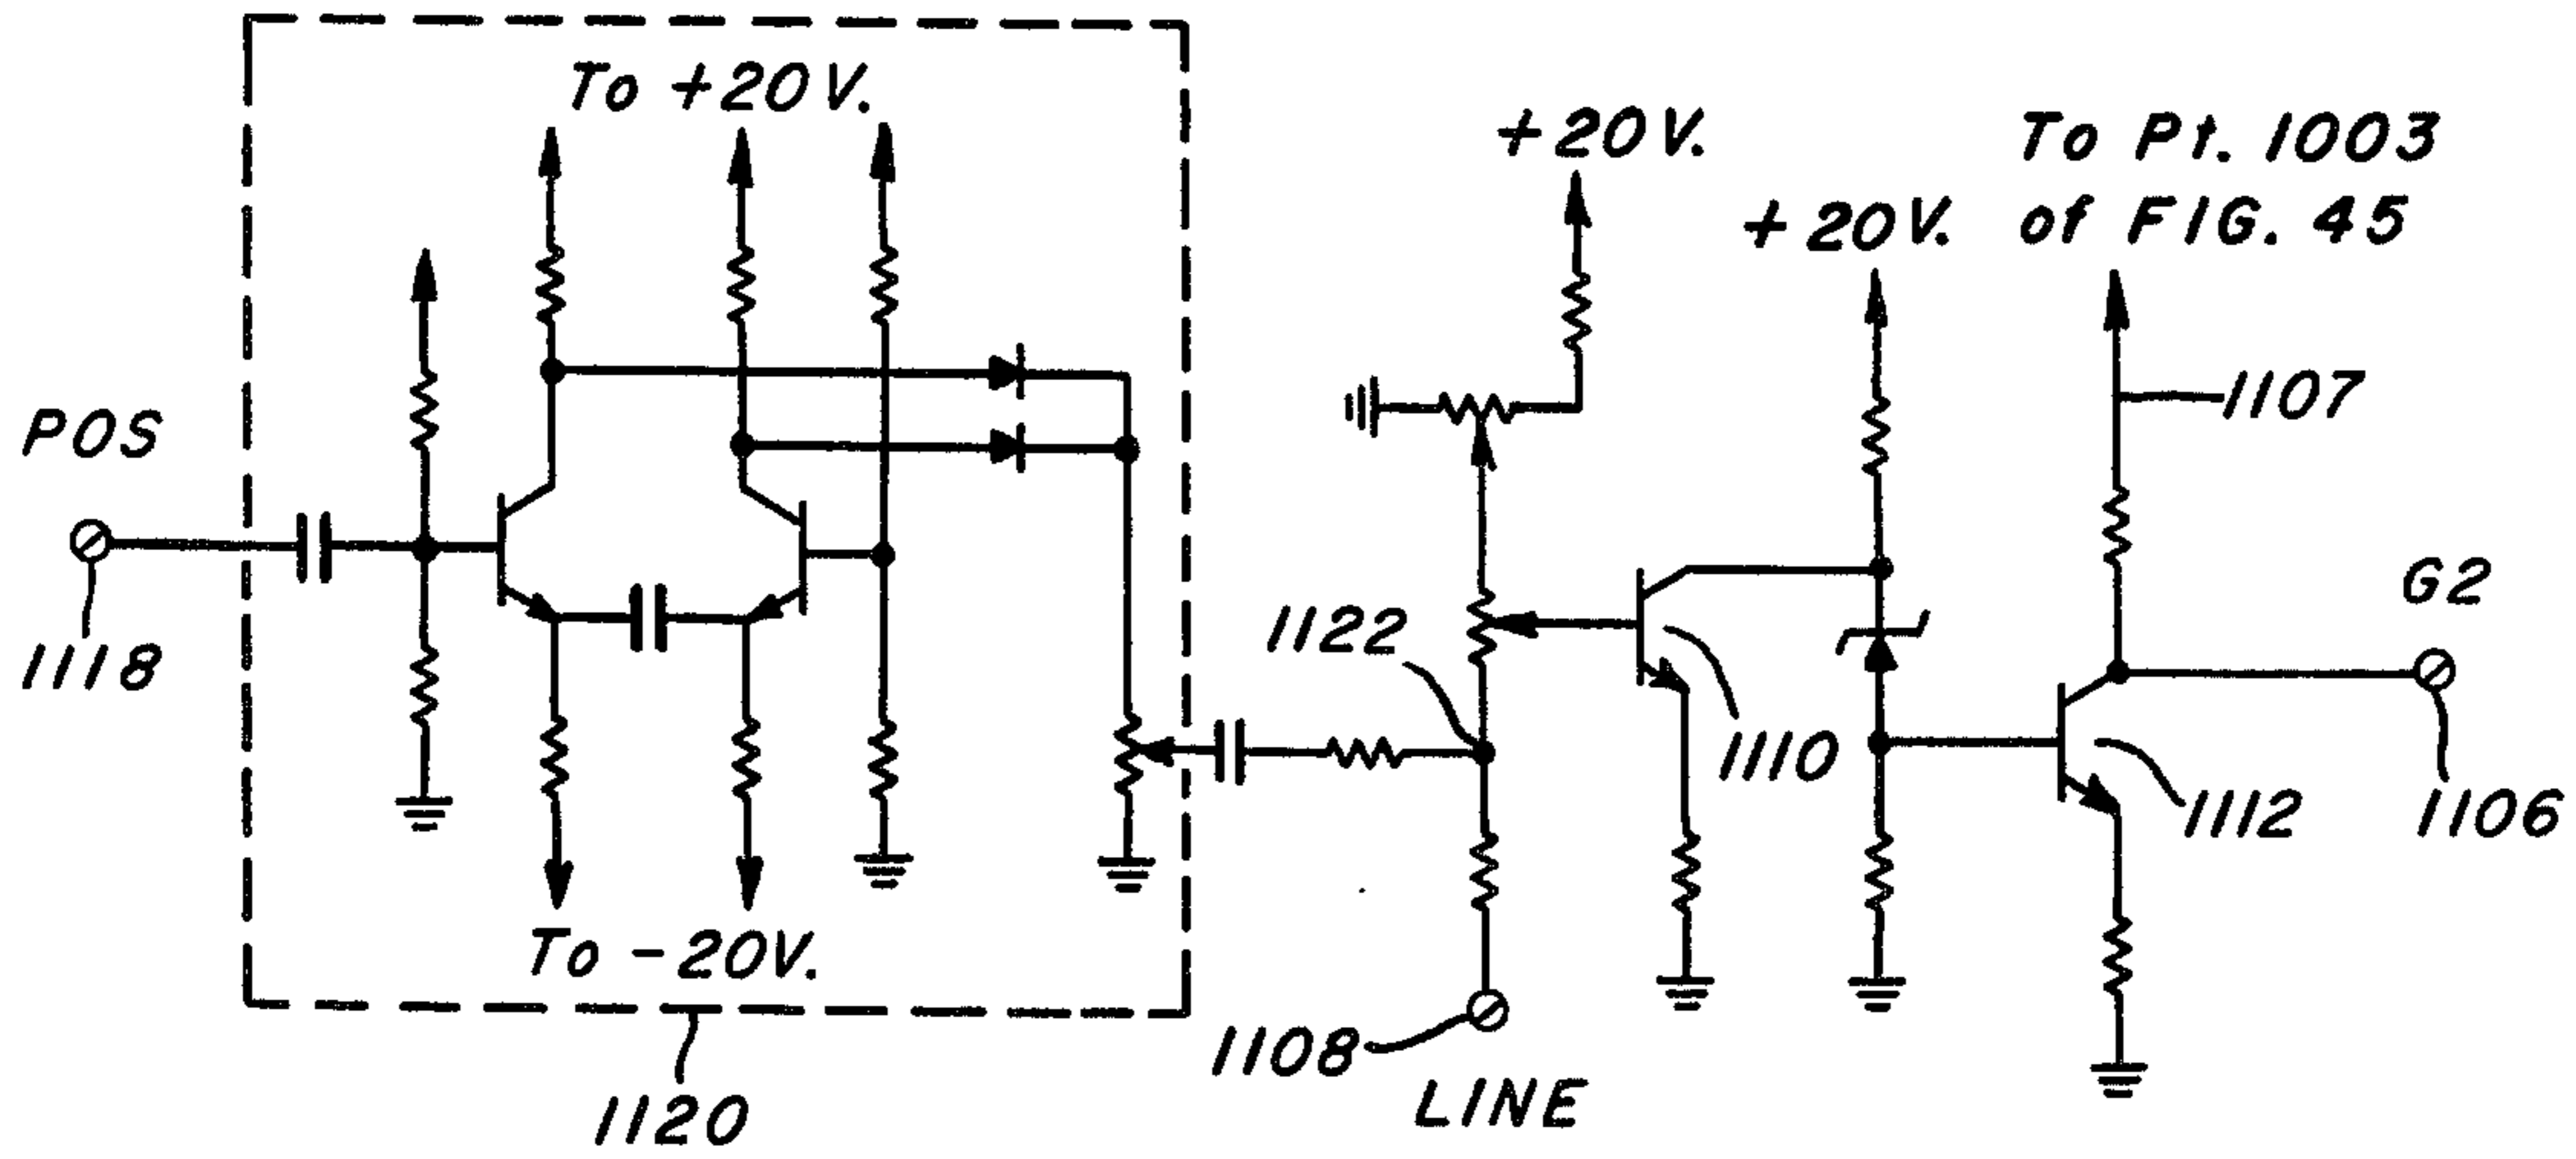 To +20V.
+20V.
To Pt. 1003
of FIG. 45
+20V.
1107
POS
1118
G2
1122
1110
1112
1106
To -20V.
1108
LINE
1120